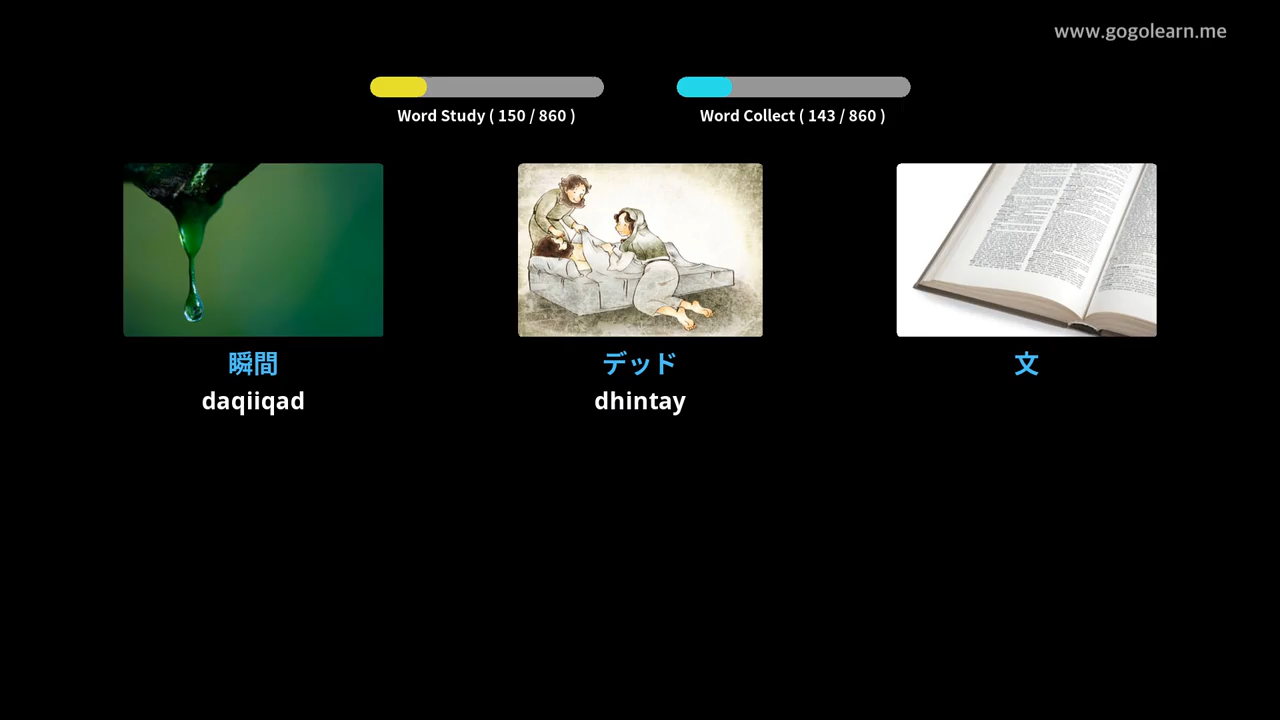 www.gogolearn.me
Word Study ( 150 / 860 )
Word Collect ( 143 / 860 )
瞬間
デッド
文
daqiiqad
dhintay